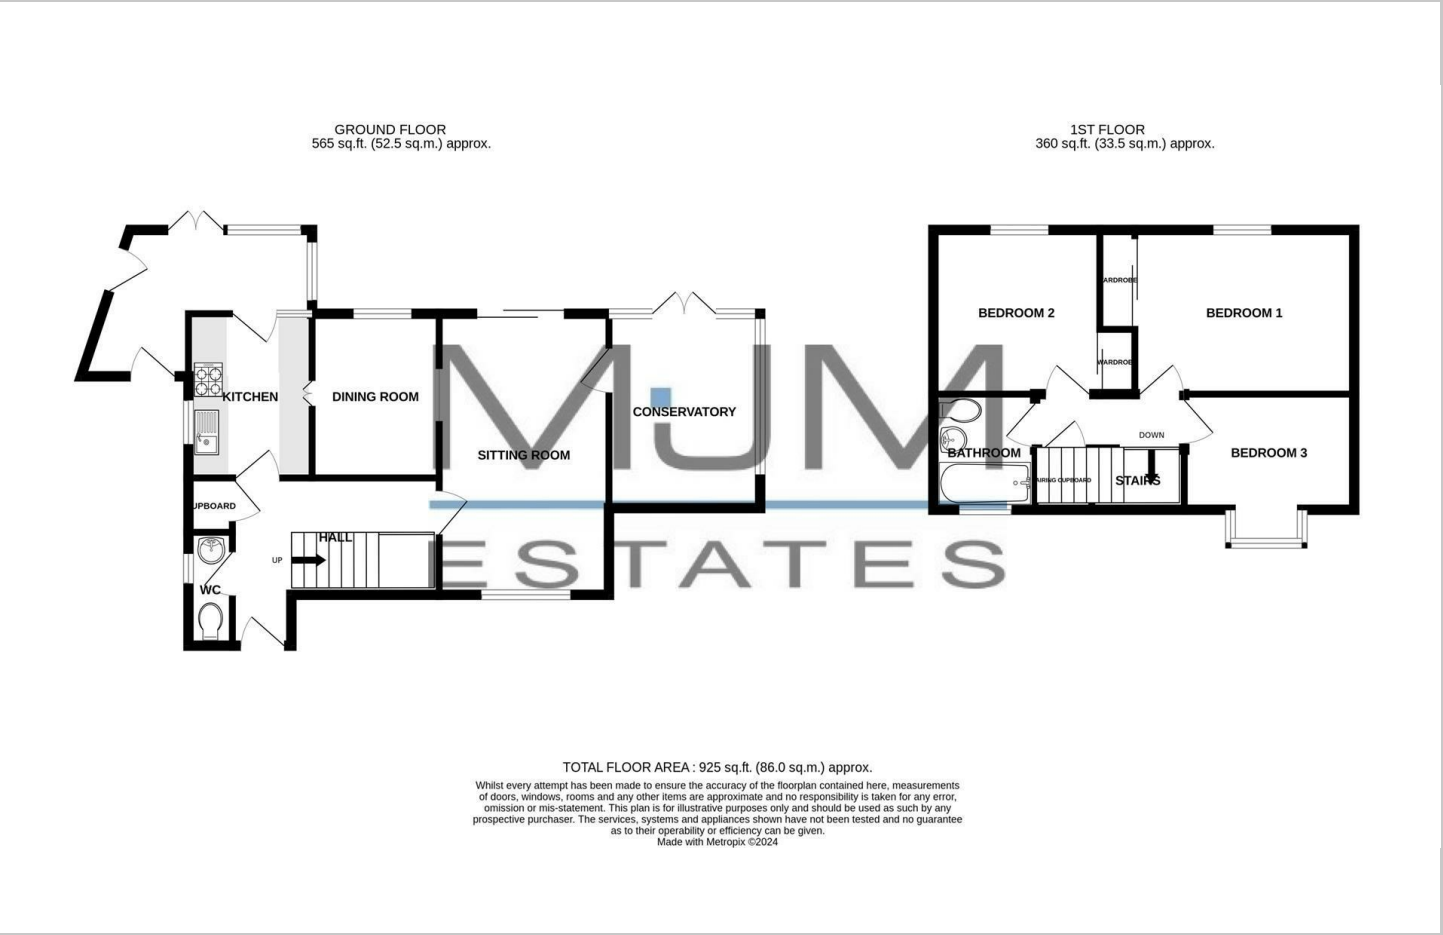 GROUND FLOOR
565 sq.ft. (52.5 sq.m.) approx.
1ST FLOOR
360 sq.ft. (33.5 sq.m.) approx.
KITCHEN
DINING ROOM
SITTING ROOM
CONSERVATORY
UPBOARD
HALL
UP
WC
BEDROOM 2
ARDROBE
BEDROOM 1
WARDROBE
BATHROOM
DOWN
AIRING CUPBOARD
STAIRS
BEDROOM 3
MJM
ESTATES
TOTAL FLOOR AREA : 925 sq.ft. (86.0 sq.m.) approx.
Whilst every attempt has been made to ensure the accuracy of the floorplan contained here, measurements
of doors, windows, rooms and any other items are approximate and no responsibility is taken for any error,
omission or mis-statement. This plan is for illustrative purposes only and should be used as such by any
prospective purchaser. The services, systems and appliances shown have not been tested and no guarantee
as to their operability or efficiency can be given.
Made with Metropix ©2024